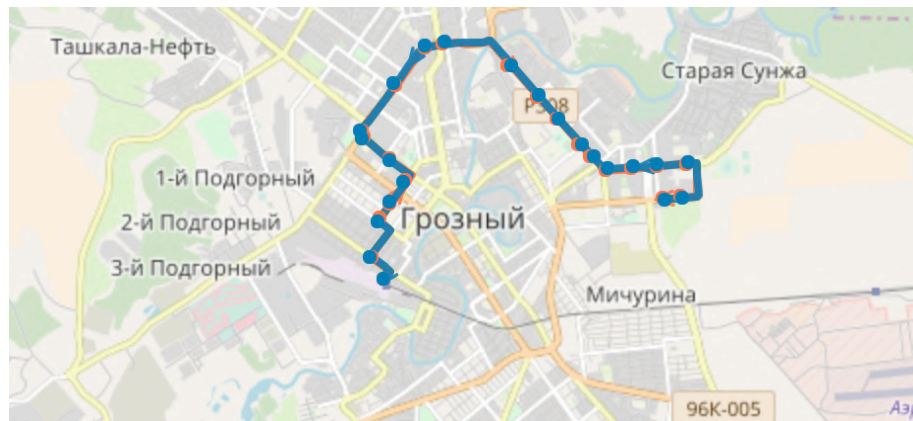 Ташкала-Нефть
Старая Сунжа
Р308
1-й Подгорный
2-й Подгорный
Грозный
3-й Подгорный
Мичурина
96К-005